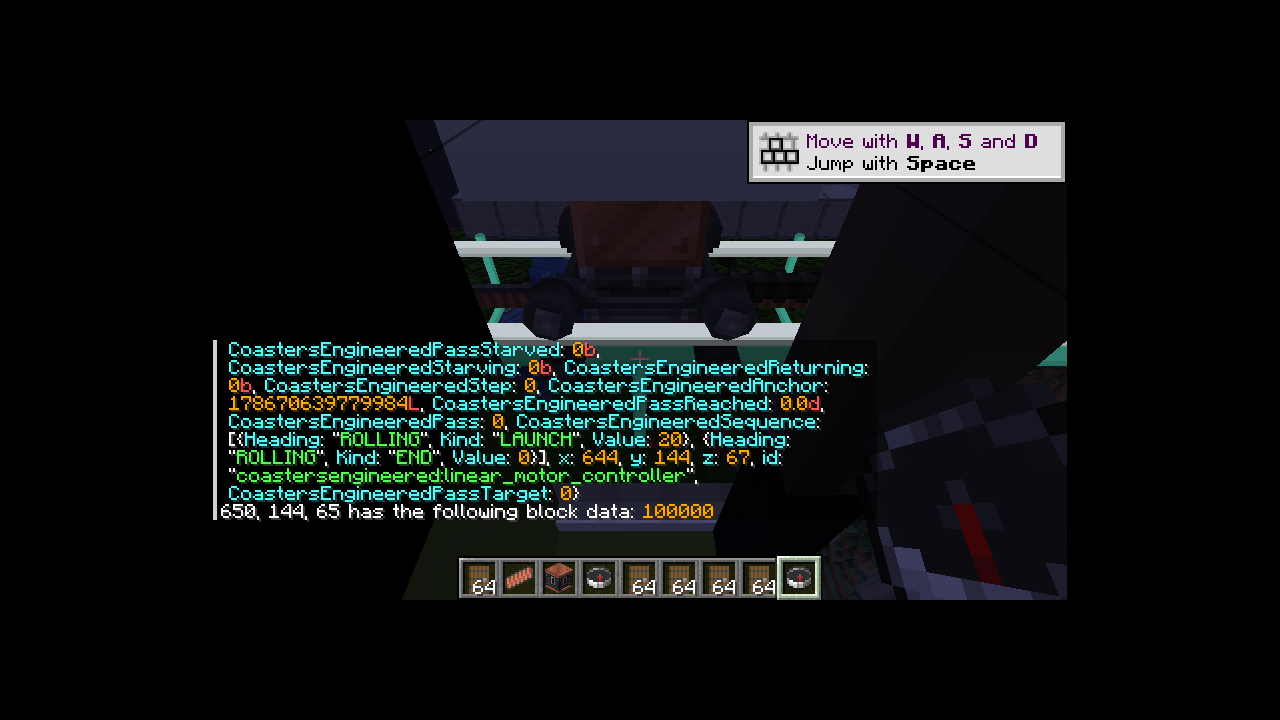 Move with W, A, S and D
Jump with Space
CoastersEngineeredPassStarved: 0b,
CoastersEngineeredStarving: 0b, CoastersEngineeredReturning:
0b, CoastersEngineeredStep: 0, CoastersEngineeredAnchor:
178670639779984L, CoastersEngineeredPassReached: 0.0d,
CoastersEngineeredPass: 0, CoastersEngineeredSequence:
[{Heading: "ROLLING", Kind: "LAUNCH", Value: 20}, {Heading:
"ROLLING", Kind: "END", Value: 0}], x: 644, y: 144, z: 67, id:
"coastersengineered:linear_motor_controller",
CoastersEngineeredPassTarget: 0}
650, 144, 65 has the following block data: 100000
64 64 64 64 64